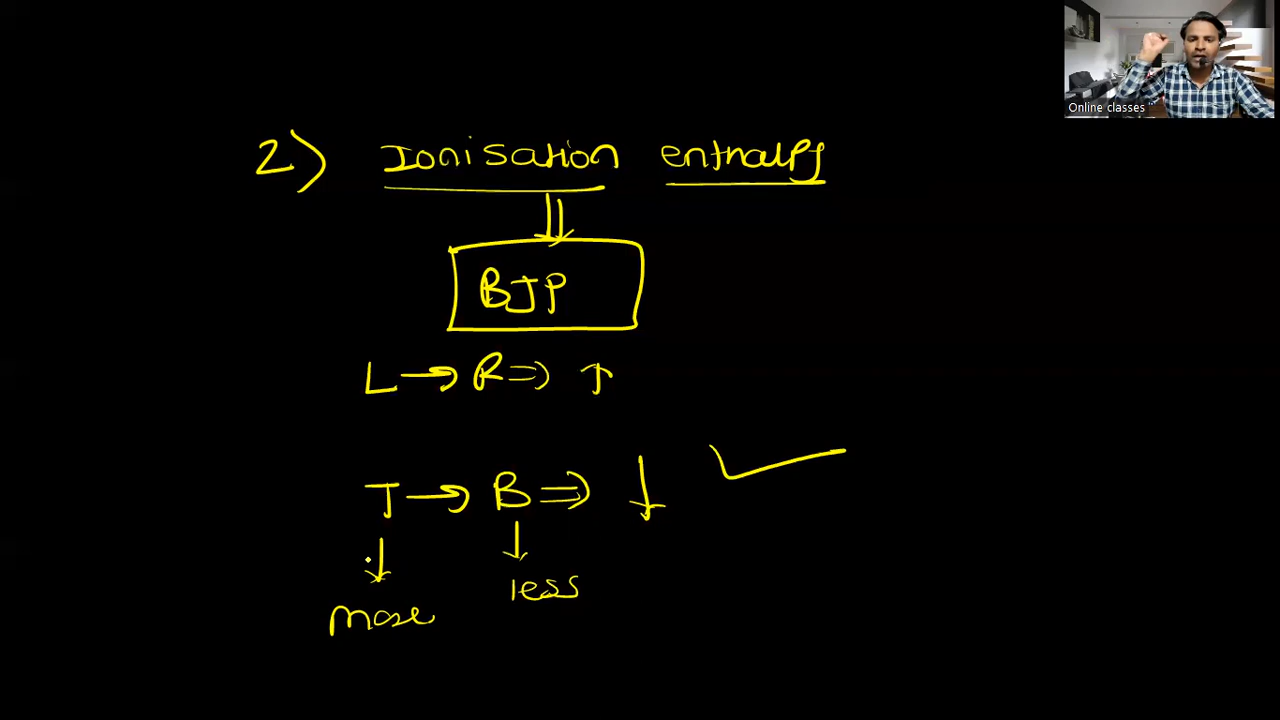 Online classes
2) Ionisation enthalpy
BJP
L → R ⇒ ↑
T → B ⇒ ↓
less
more